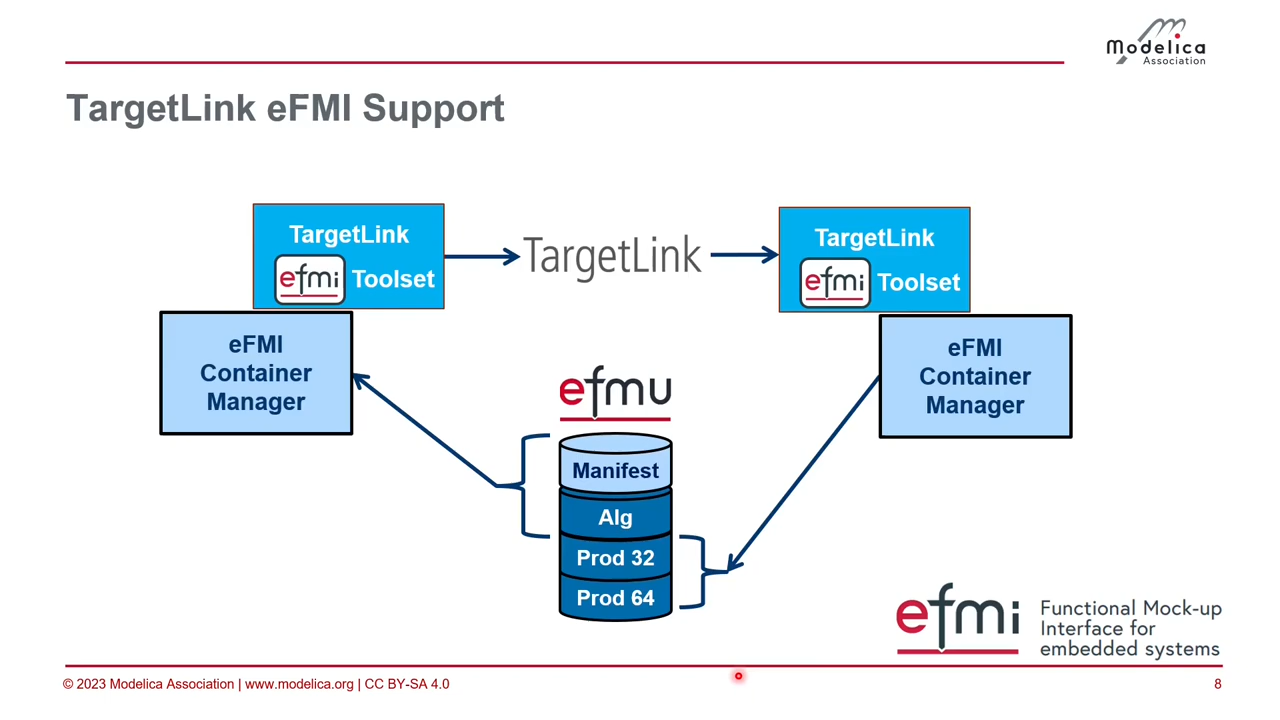 Modelica
Association
TargetLink eFMI Support
TargetLink
efmi Toolset
TargetLink
TargetLink
efmi Toolset
eFMI
Container
Manager
eFMI
Container
Manager
efmu
Manifest
Alg
Prod 32
Prod 64
efmi
Functional Mock-up
Interface for
embedded systems
© 2023 Modelica Association | www.modelica.org | CC BY-SA 4.0
8